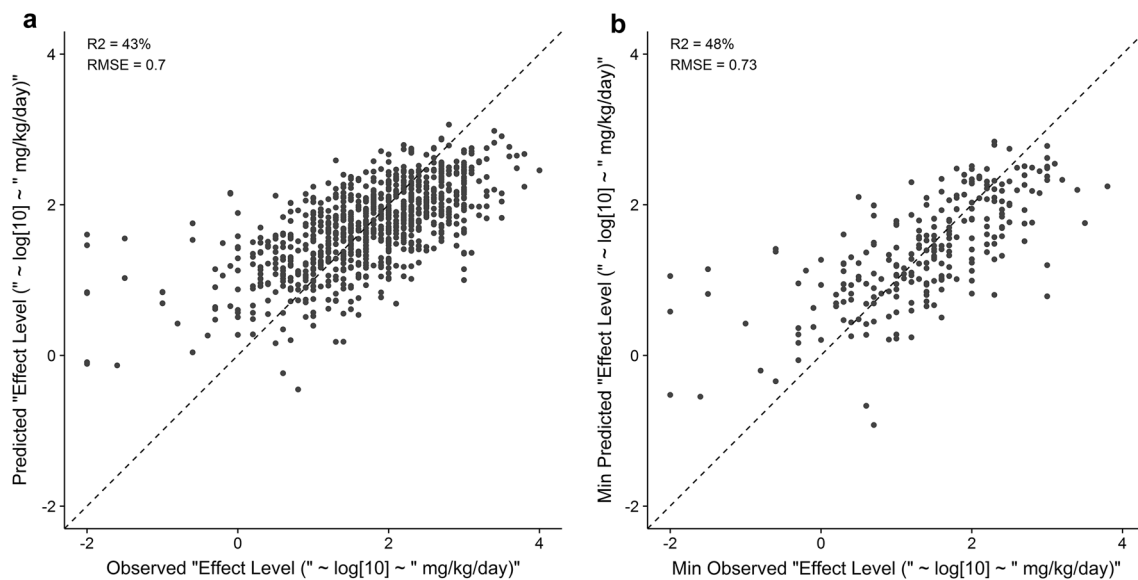 a
R2 = 43%
RMSE = 0.7
Predicted "Effect Level (" ~ log[10] ~ " mg/kg/day)"
4
2
0
-2
-2 0 2 4
Observed "Effect Level (" ~ log[10] ~ " mg/kg/day)"
b
R2 = 48%
RMSE = 0.73
Min Predicted "Effect Level (" ~ log[10] ~ " mg/kg/day)"
4
2
0
-2
-2 0 2 4
Min Observed "Effect Level (" ~ log[10] ~ " mg/kg/day)"